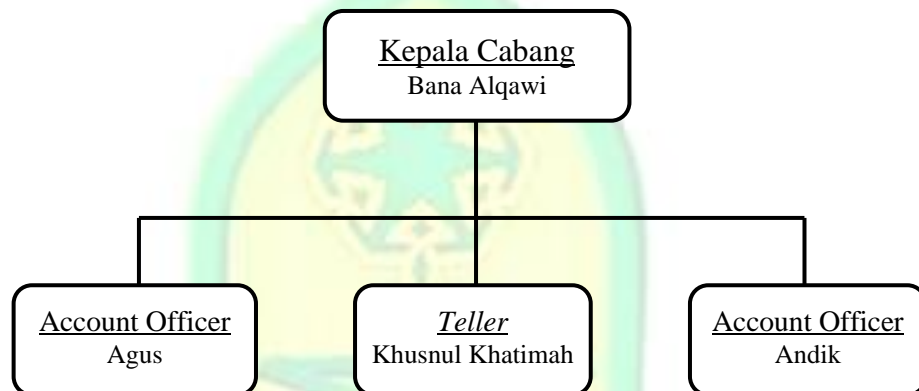 Kepala Cabang
Bana Alqawi
Account Officer
Agus
Teller
Khusnul Khatimah
Account Officer
Andik